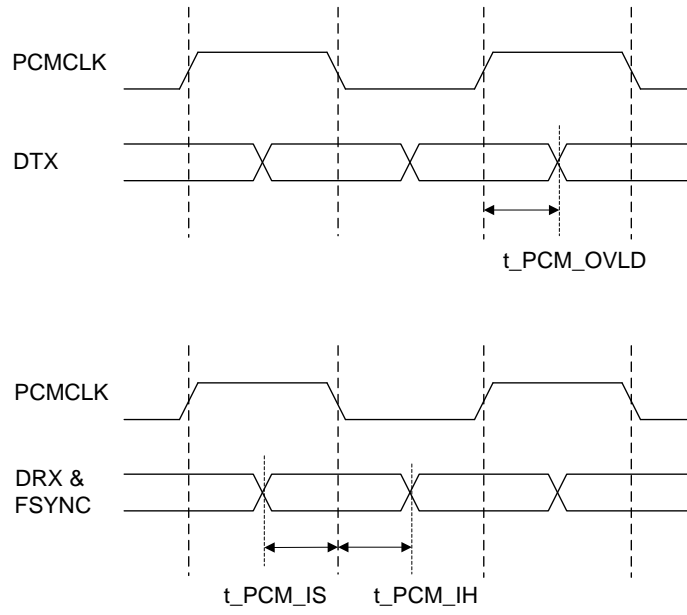 PCMCLK
DTX
t_PCM_OVLD
PCMCLK
DRX &
FSYNC
t_PCM_IS
t_PCM_IH